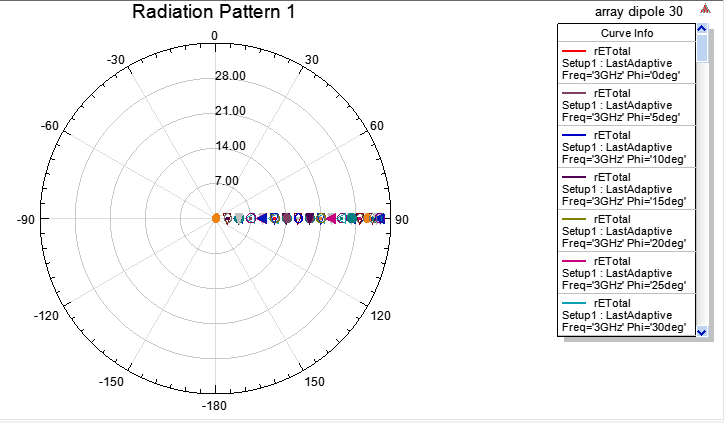 Radiation Pattern 1
array dipole 30
0
-30
30
28.00
-60
60
21.00
14.00
7.00
-90
90
-120
120
-150
150
-180
Curve Info
rETotal
Setup1 : LastAdaptive
Freq='3GHz' Phi='0deg'
rETotal
Setup1 : LastAdaptive
Freq='3GHz' Phi='5deg'
rETotal
Setup1 : LastAdaptive
Freq='3GHz' Phi='10deg'
rETotal
Setup1 : LastAdaptive
Freq='3GHz' Phi='15deg'
rETotal
Setup1 : LastAdaptive
Freq='3GHz' Phi='20deg'
rETotal
Setup1 : LastAdaptive
Freq='3GHz' Phi='25deg'
rETotal
Setup1 : LastAdaptive
Freq='3GHz' Phi='30deg'